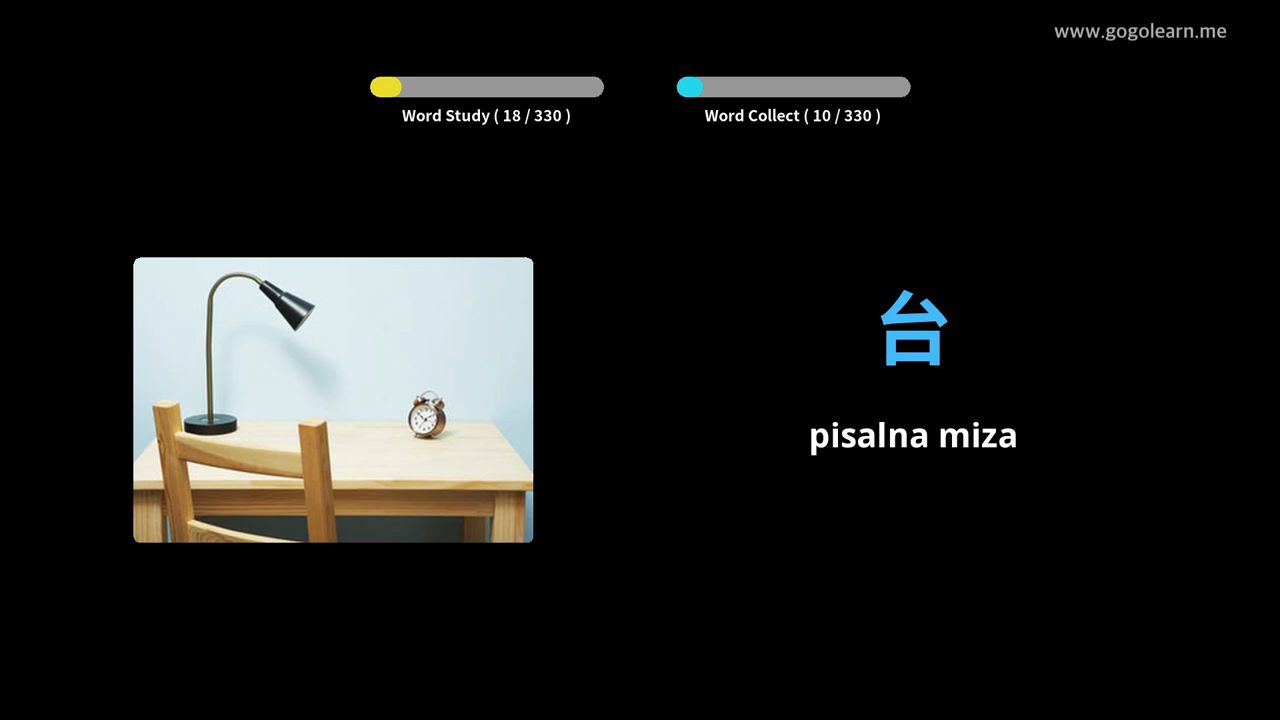 www.gogolearn.me
Word Study ( 18 / 330 )
Word Collect ( 10 / 330 )
台
pisalna miza